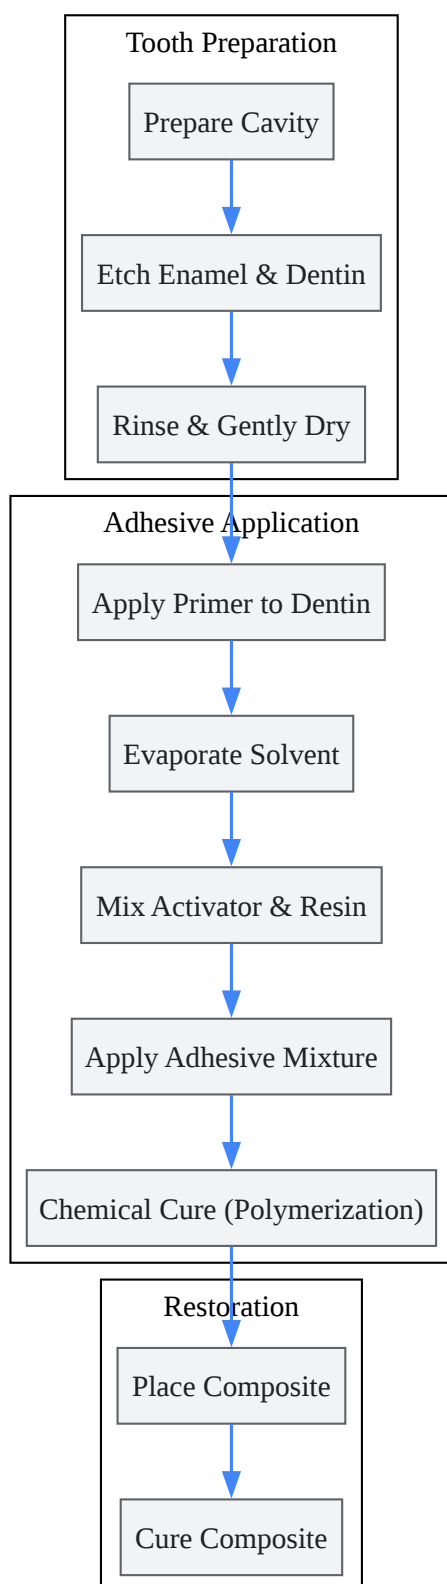 Tooth Preparation
Prepare Cavity
Etch Enamel & Dentin
Rinse & Gently Dry
Adhesive Application
Apply Primer to Dentin
Evaporate Solvent
Mix Activator & Resin
Apply Adhesive Mixture
Chemical Cure (Polymerization)
Restoration
Place Composite
Cure Composite